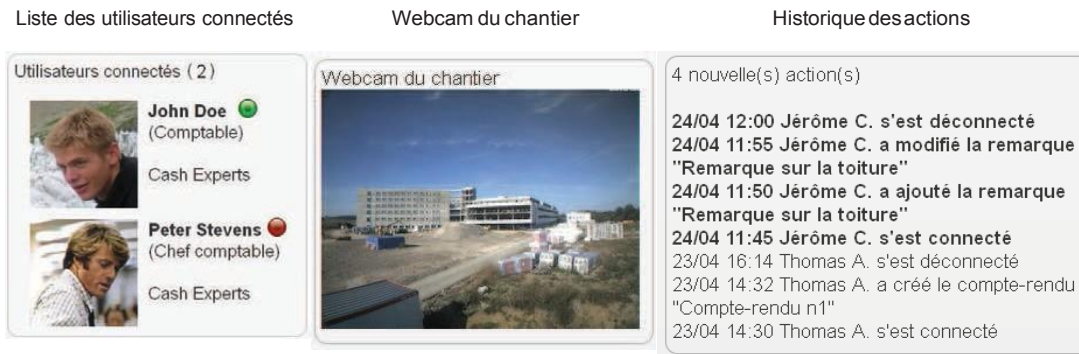 Liste des utilisateurs connectés
Webcam du chantier
Historique des actions
Utilisateurs connectés (2)
John Doe
(Comptable)
Cash Experts
Peter Stevens
(Chef comptable)
Cash Experts
Webcam du chantier
4 nouvelle(s) action(s)
24/04 12:00 Jérôme C. s'est déconnecté
24/04 11:55 Jérôme C. a modifié la remarque
"Remarque sur la toiture"
24/04 11:50 Jérôme C. a ajouté la remarque
"Remarque sur la toiture"
24/04 11:45 Jérôme C. s'est connecté
23/04 16:14 Thomas A. s'est déconnecté
23/04 14:32 Thomas A. a créé le compte-rendu
"Compte-rendu n1"
23/04 14:30 Thomas A. s'est connecté